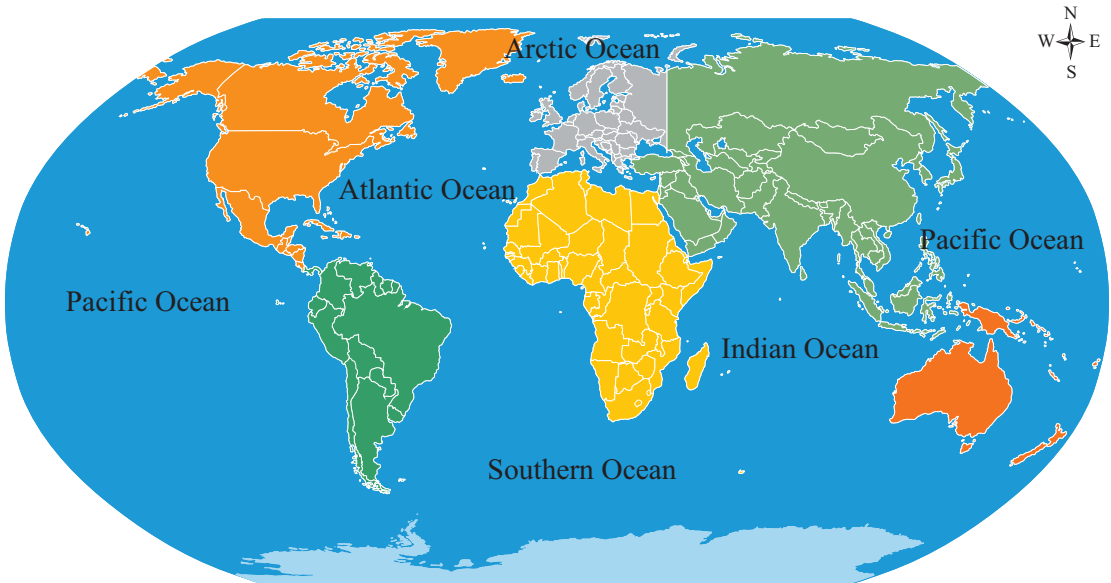 N
Arctic Ocean
W E
S
Atlantic Ocean
Pacific Ocean
Pacific Ocean
Indian Ocean
Southern Ocean